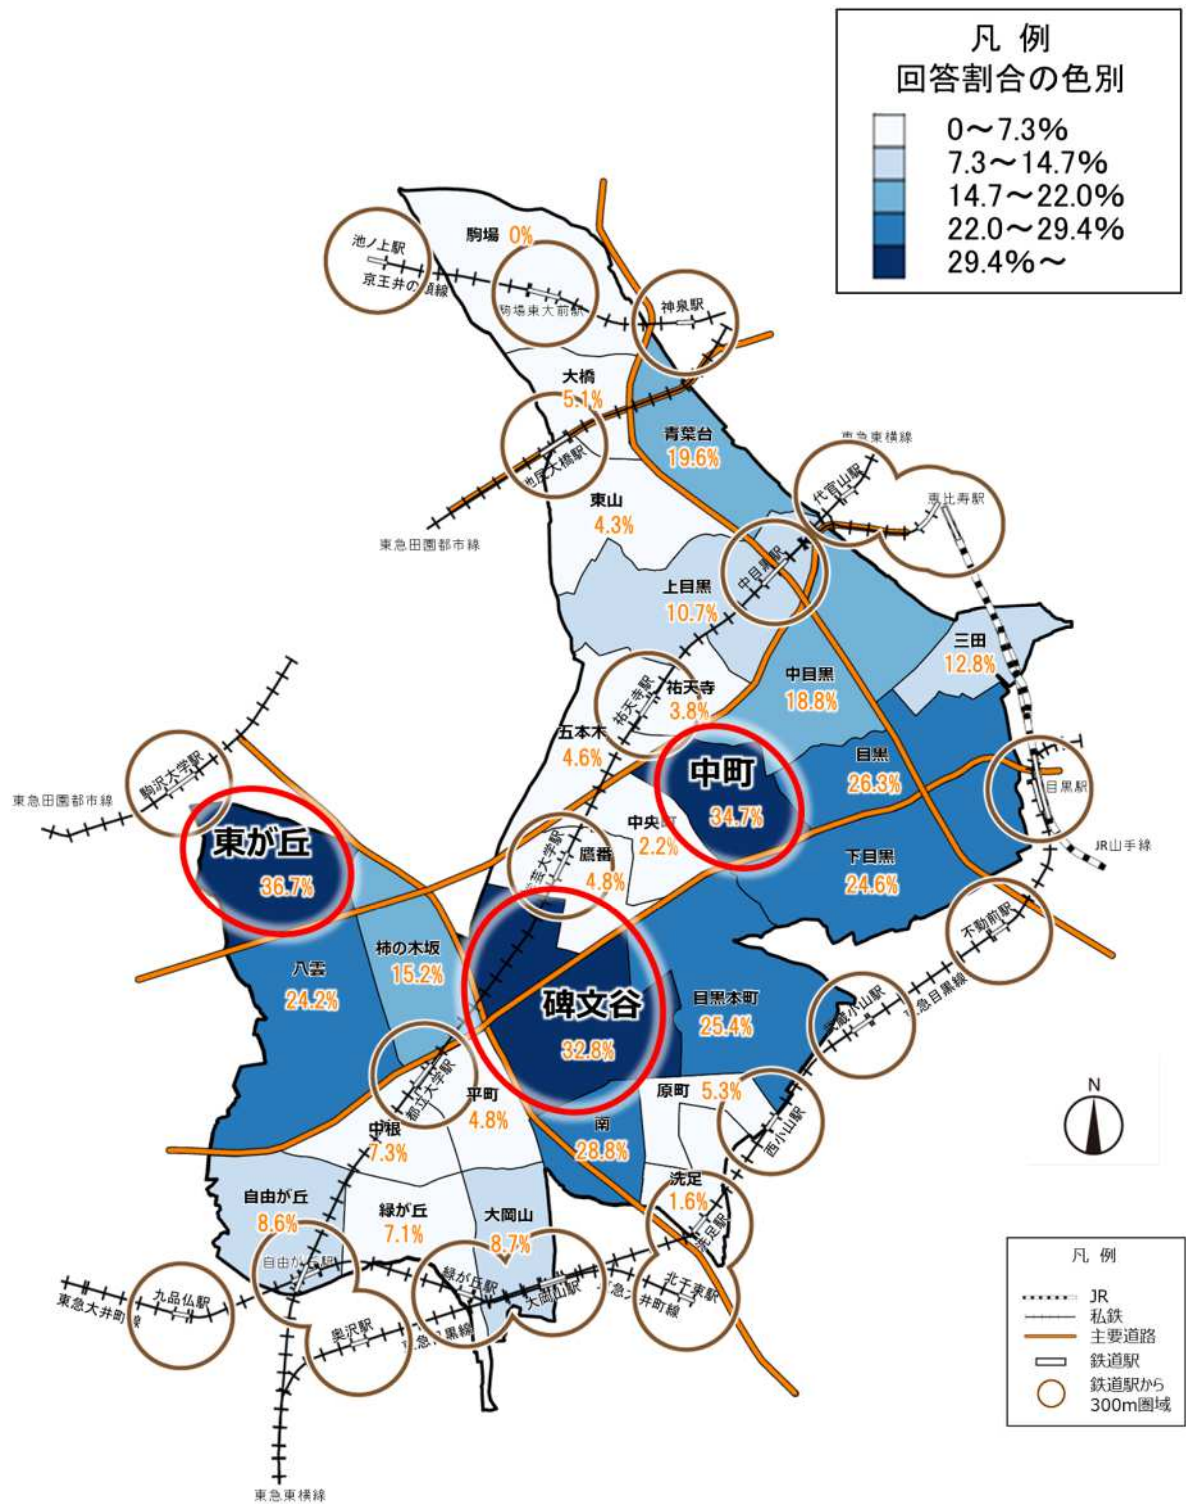 凡 例
回答割合の色別
0～7.3%
7.3～14.7%
14.7～22.0%
22.0～29.4%
29.4%～
駒場 0%
池ノ上駅
京王井の頭線
駒場東大前駅
神泉駅
大橋
5.1%
池尻大橋駅
青葉台
19.6%
東急東横線
代官山駅
恵比寿駅
東山
4.3%
東急田園都市線
中目黒駅
上目黒
10.7%
三田
12.8%
祐天寺駅
祐天寺
3.8%
中目黒
18.8%
五本木
4.6%
目黒
26.3%
中町
34.7%
駒沢大学駅
東急田園都市線
目黒駅
JR山手線
東が丘
36.7%
中央町
2.2%
学芸大学駅
鷹番
4.8%
下目黒
24.6%
不動前駅
柿の木坂
15.2%
八雲
24.2%
碑文谷
32.8%
目黒本町
25.4%
武蔵小山駅
東急目黒線
都立大学駅
平町
4.8%
原町 5.3%
西小山駅
N
中根
7.3%
南
28.8%
洗足
1.6%
洗足駅
自由が丘
8.6%
緑が丘
7.1%
大岡山
8.7%
自由が丘駅
緑が丘駅
大岡山駅
東急大井町線
北千束駅
東急大井町線
九品仏駅
奥沢駅
東急目黒線
東急東横線
凡 例
JR
私鉄
主要道路
鉄道駅
鉄道駅から
300m圏域